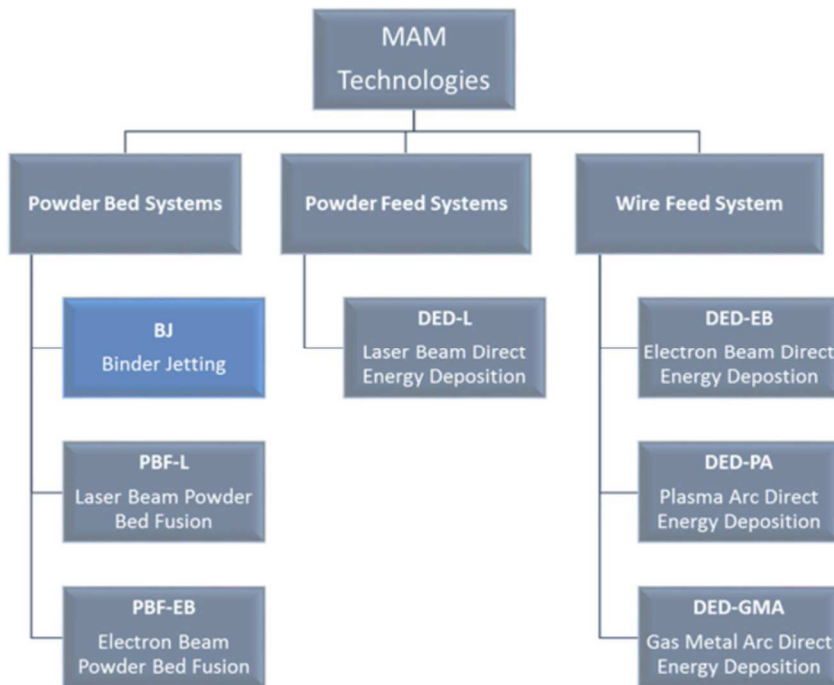 MAM
Technologies
Powder Bed Systems
Powder Feed Systems
Wire Feed System
BJ
Binder Jetting
PBF-L
Laser Beam Powder
Bed Fusion
PBF-EB
Electron Beam
Powder Bed Fusion
DED-L
Laser Beam Direct
Energy Deposition
DED-EB
Electron Beam Direct
Energy Depostion
DED-PA
Plasma Arc Direct
Energy Deposition
DED-GMA
Gas Metal Arc Direct
Energy Deposition